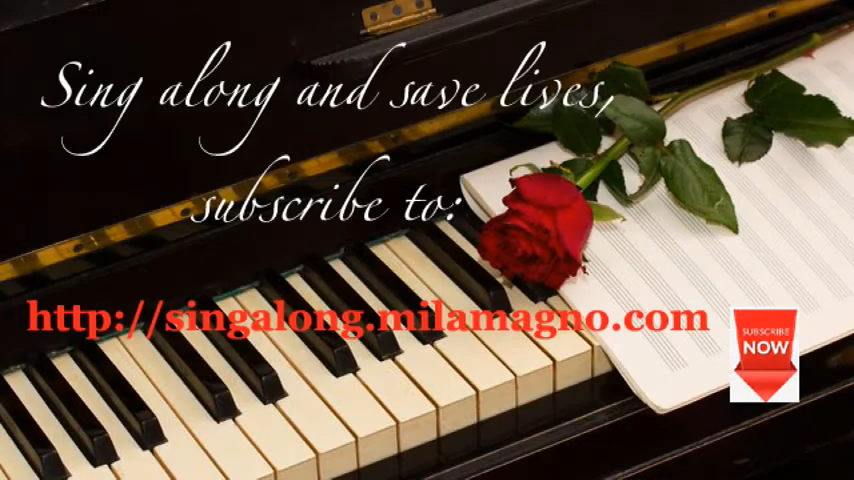 Sing along and save lives,
subscribe to:
http://singalong.milamagno.com
SUBSCRIBE
NOW